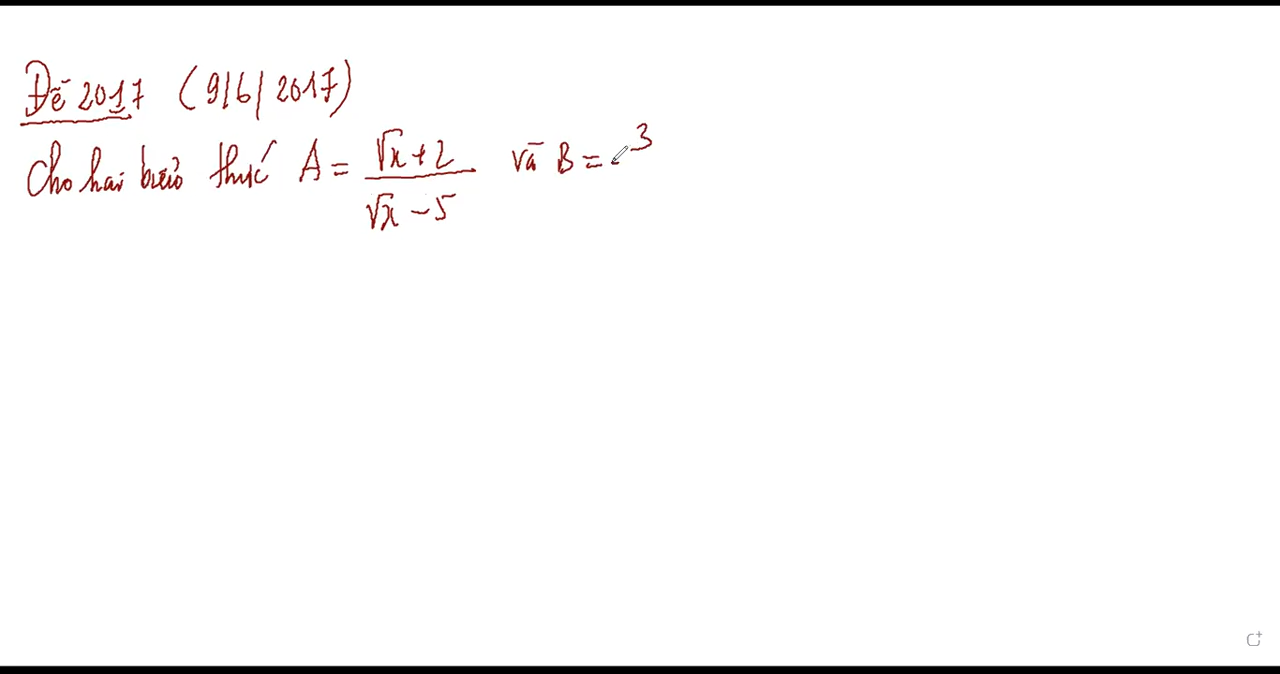 Đề 2017 (9/6/2017)
Cho hai biểu thức A = (√x + 2)/(√x - 5) và B = 3